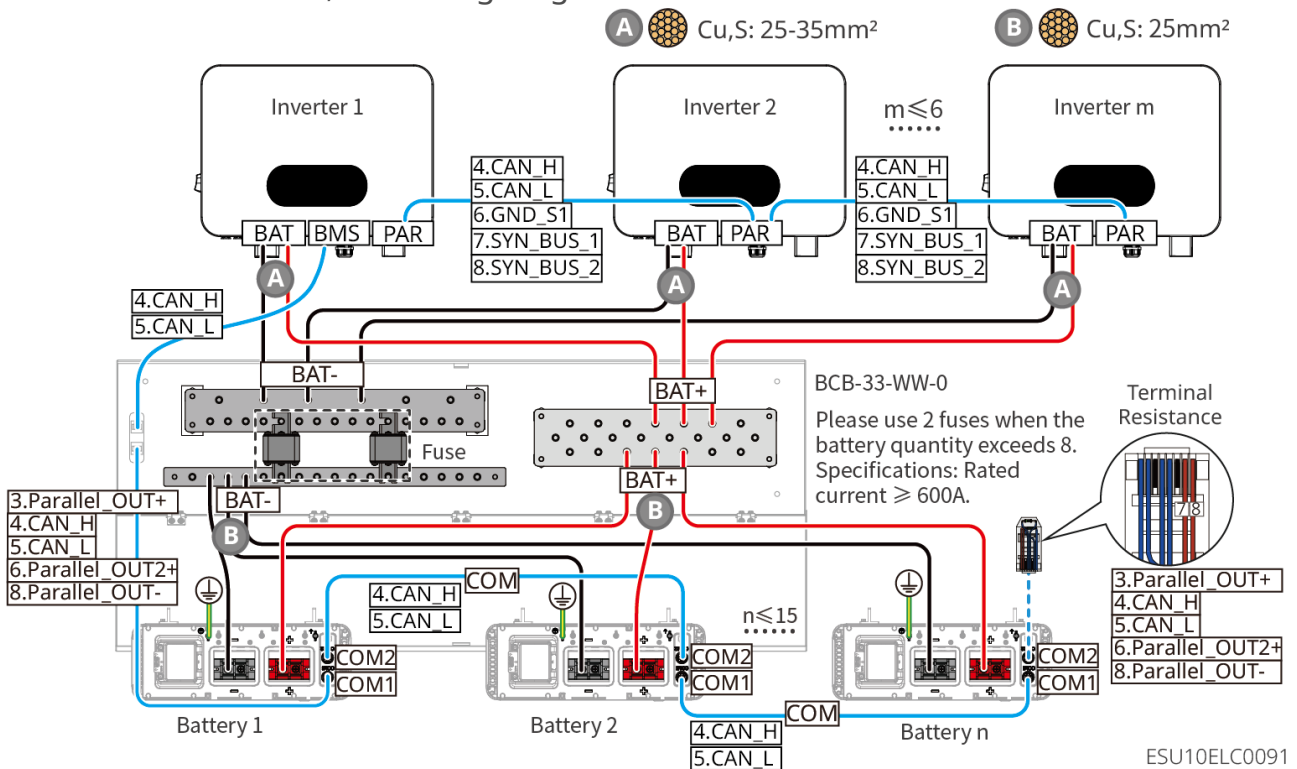 A Cu,S: 25-35mm²
B Cu,S: 25mm²
Inverter 1
Inverter 2
m≤6
Inverter m
4.CAN_H
5.CAN_L
6.GND_S1
7.SYN_BUS_1
8.SYN_BUS_2
4.CAN_H
5.CAN_L
6.GND_S1
7.SYN_BUS_1
8.SYN_BUS_2
BAT BMS PAR
BAT PAR
BAT PAR
A
A
A
4.CAN_H
5.CAN_L
BAT-
BAT+
Fuse
BAT-
BAT+
B
B
BCB-33-WW-0
Please use 2 fuses when the
battery quantity exceeds 8.
Specifications: Rated
current ≥ 600A.
Terminal
Resistance
7 8
3.Parallel_OUT+
4.CAN_H
5.CAN_L
6.Parallel_OUT2+
8.Parallel_OUT-
COM
4.CAN_H
5.CAN_L
n≤15
3.Parallel_OUT+
4.CAN_H
5.CAN_L
6.Parallel_OUT2+
8.Parallel_OUT-
COM2
COM1
COM2
COM1
COM2
COM1
Battery 1
Battery 2
COM
4.CAN_H
5.CAN_L
Battery n
ESU10ELC0091